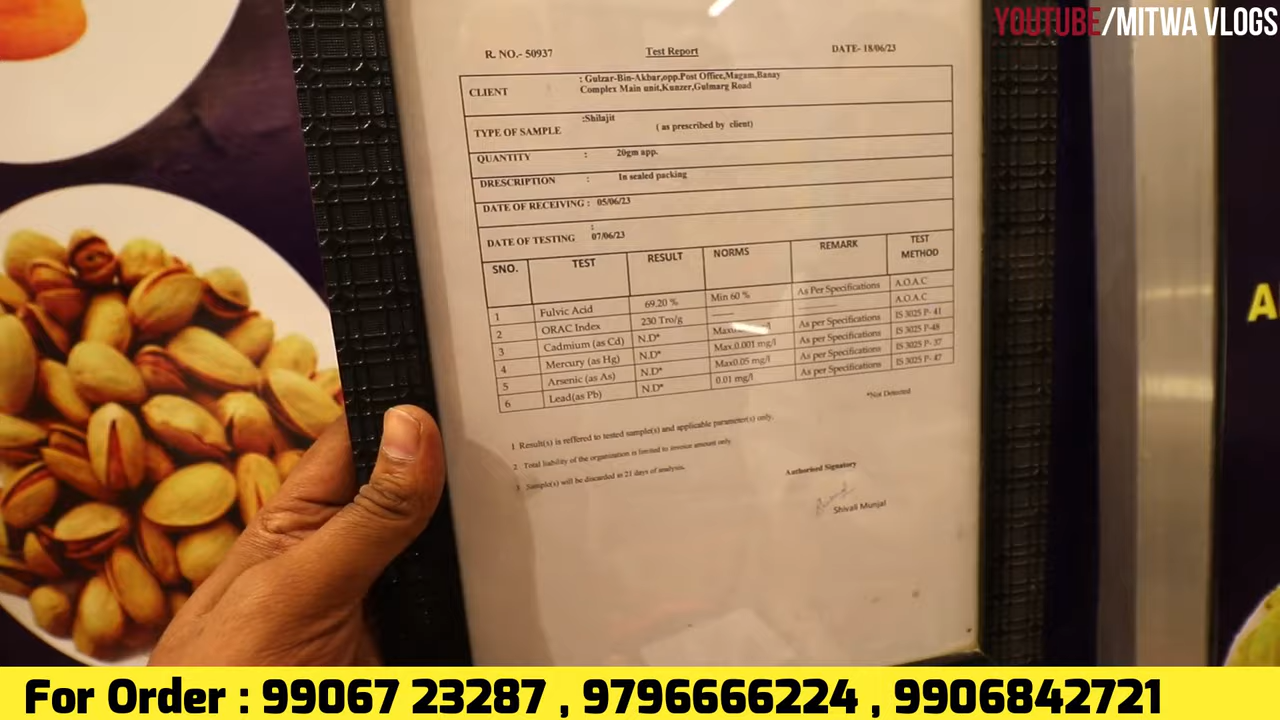 YOUTUBE/MITWA VLOGS
R. NO.- 50937 Test Report DATE- 18/06/23
CLIENT : Gulzar-Bin-Akbar,opp.Post Office,Magam,Banay
Complex Main unit,Kunzer,Gulmarg Road
TYPE OF SAMPLE :Shilajit ( as prescribed by client)
QUANTITY : 20gm app.
DRESCRIPTION : In sealed packing
DATE OF RECEIVING : 05/06/23
DATE OF TESTING : 07/06/23
SNO. TEST RESULT NORMS REMARK TEST METHOD
1 Fulvic Acid 69.20 % Min 60 % As Per Specifications A.O.A.C
2 ORAC Index 230 Tro/g ------ ------ A.O.A.C
3 Cadmium (as Cd) N.D* As per Specifications IS 3025 P- 41
4 Mercury (as Hg) N.D* Max.0.001 mg/l As per Specifications IS 3025 P-48
5 Arsenic (as As) N.D* Max0.05 mg/l As per Specifications IS 3025 P- 37
6 Lead(as Pb) N.D* 0.01 mg/l As per Specifications IS 3025 P- 47
*Not Detected
1 Result(s) is reffered to tested sample(s) and applicable parameter(s) only.
2 Total liability of the organization is limited to invoice amount only.
3 Sample(s) will be discarded in 21 days of analysis.
Authorised Signatory
Shivali Munjal
A
For Order : 99067 23287 , 9796666224 , 9906842721